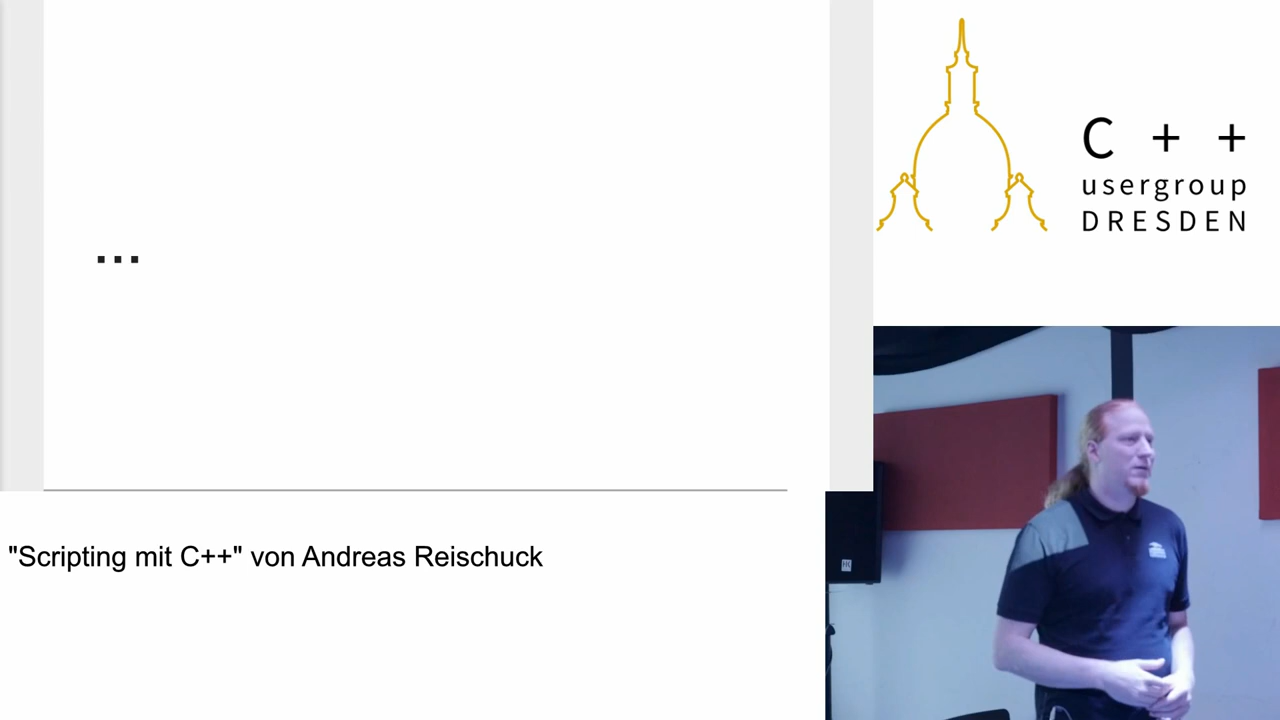 ...
C + +
usergroup
DRESDEN
"Scripting mit C++" von Andreas Reischuck